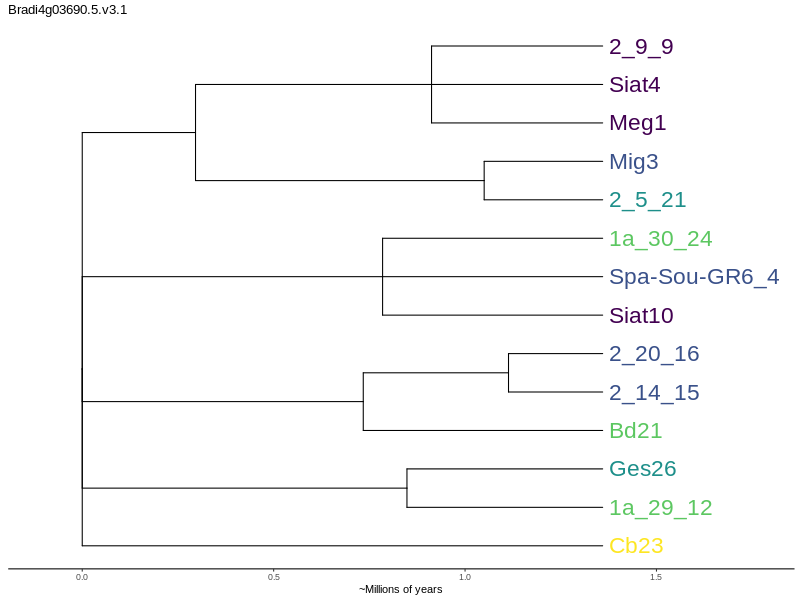 Bradi4g03690.5.v3.1
2_9_9
Siat4
Meg1
Mig3
2_5_21
1a_30_24
Spa-Sou-GR6_4
Siat10
2_20_16
2_14_15
Bd21
Ges26
1a_29_12
Cb23
0.0 0.5 1.0 1.5
~Millions of years